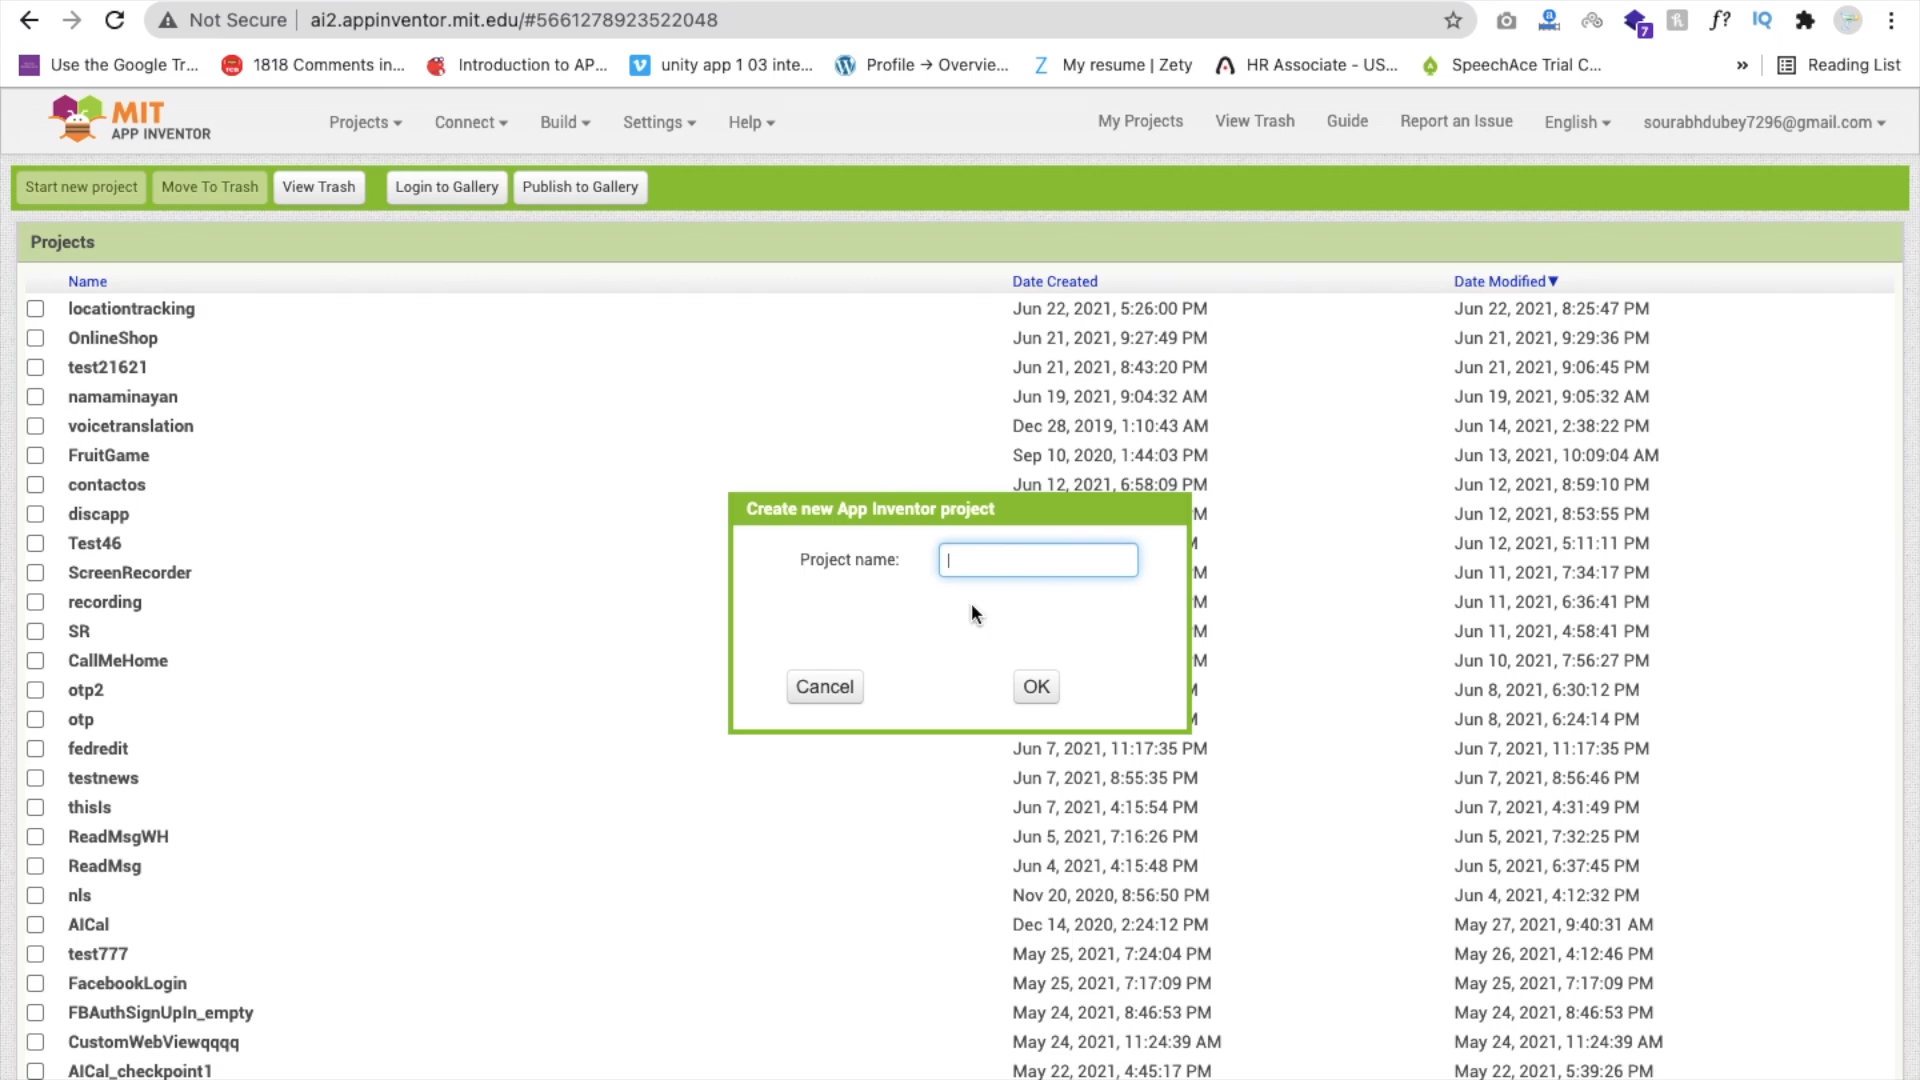 Not Secure ai2.appinventor.mit.edu/#5661278923522048 a f? IQ
7
Use the Google Tr... 1818 Comments in... Introduction to AP... unity app 1 03 inte... Profile → Overvie... Z My resume | Zety HR Associate - US... SpeechAce Trial C... » Reading List
MIT
APP INVENTOR
Projects Connect Build Settings Help My Projects View Trash Guide Report an Issue English sourabhdubey7296@gmail.com
Start new project Move To Trash View Trash Login to Gallery Publish to Gallery
Projects
Name Date Created Date Modified▼
locationtracking Jun 22, 2021, 5:26:00 PM Jun 22, 2021, 8:25:47 PM
OnlineShop Jun 21, 2021, 9:27:49 PM Jun 21, 2021, 9:29:36 PM
test21621 Jun 21, 2021, 8:43:20 PM Jun 21, 2021, 9:06:45 PM
namaminayan Jun 19, 2021, 9:04:32 AM Jun 19, 2021, 9:05:32 AM
voicetranslation Dec 28, 2019, 1:10:43 AM Jun 14, 2021, 2:38:22 PM
FruitGame Sep 10, 2020, 1:44:03 PM Jun 13, 2021, 10:09:04 AM
contactos Jun 12, 2021, 6:58:09 PM Jun 12, 2021, 8:59:10 PM
discapp Jun 12, 2021, 8:53:55 PM
Test46 Jun 12, 2021, 5:11:11 PM
ScreenRecorder Jun 11, 2021, 7:34:17 PM
recording Jun 11, 2021, 6:36:41 PM
SR Jun 11, 2021, 4:58:41 PM
CallMeHome Jun 10, 2021, 7:56:27 PM
otp2 Jun 8, 2021, 6:30:12 PM
otp Jun 8, 2021, 6:24:14 PM
Create new App Inventor project
Project name:
Cancel OK
fedredit Jun 7, 2021, 11:17:35 PM Jun 7, 2021, 11:17:35 PM
testnews Jun 7, 2021, 8:55:35 PM Jun 7, 2021, 8:56:46 PM
thisIs Jun 7, 2021, 4:15:54 PM Jun 7, 2021, 4:31:49 PM
ReadMsgWH Jun 5, 2021, 7:16:26 PM Jun 5, 2021, 7:32:25 PM
ReadMsg Jun 4, 2021, 4:15:48 PM Jun 5, 2021, 6:37:45 PM
nls Nov 20, 2020, 8:56:50 PM Jun 4, 2021, 4:12:32 PM
AICal Dec 14, 2020, 2:24:12 PM May 27, 2021, 9:40:31 AM
test777 May 25, 2021, 7:24:04 PM May 26, 2021, 4:12:46 PM
FacebookLogin May 25, 2021, 7:17:09 PM May 25, 2021, 7:17:09 PM
FBAuthSignUpIn_empty May 24, 2021, 8:46:53 PM May 24, 2021, 8:46:53 PM
CustomWebViewqqqq May 24, 2021, 11:24:39 AM May 24, 2021, 11:24:39 AM
AICal_checkpoint1 May 22, 2021, 4:45:17 PM May 22, 2021, 5:39:26 PM